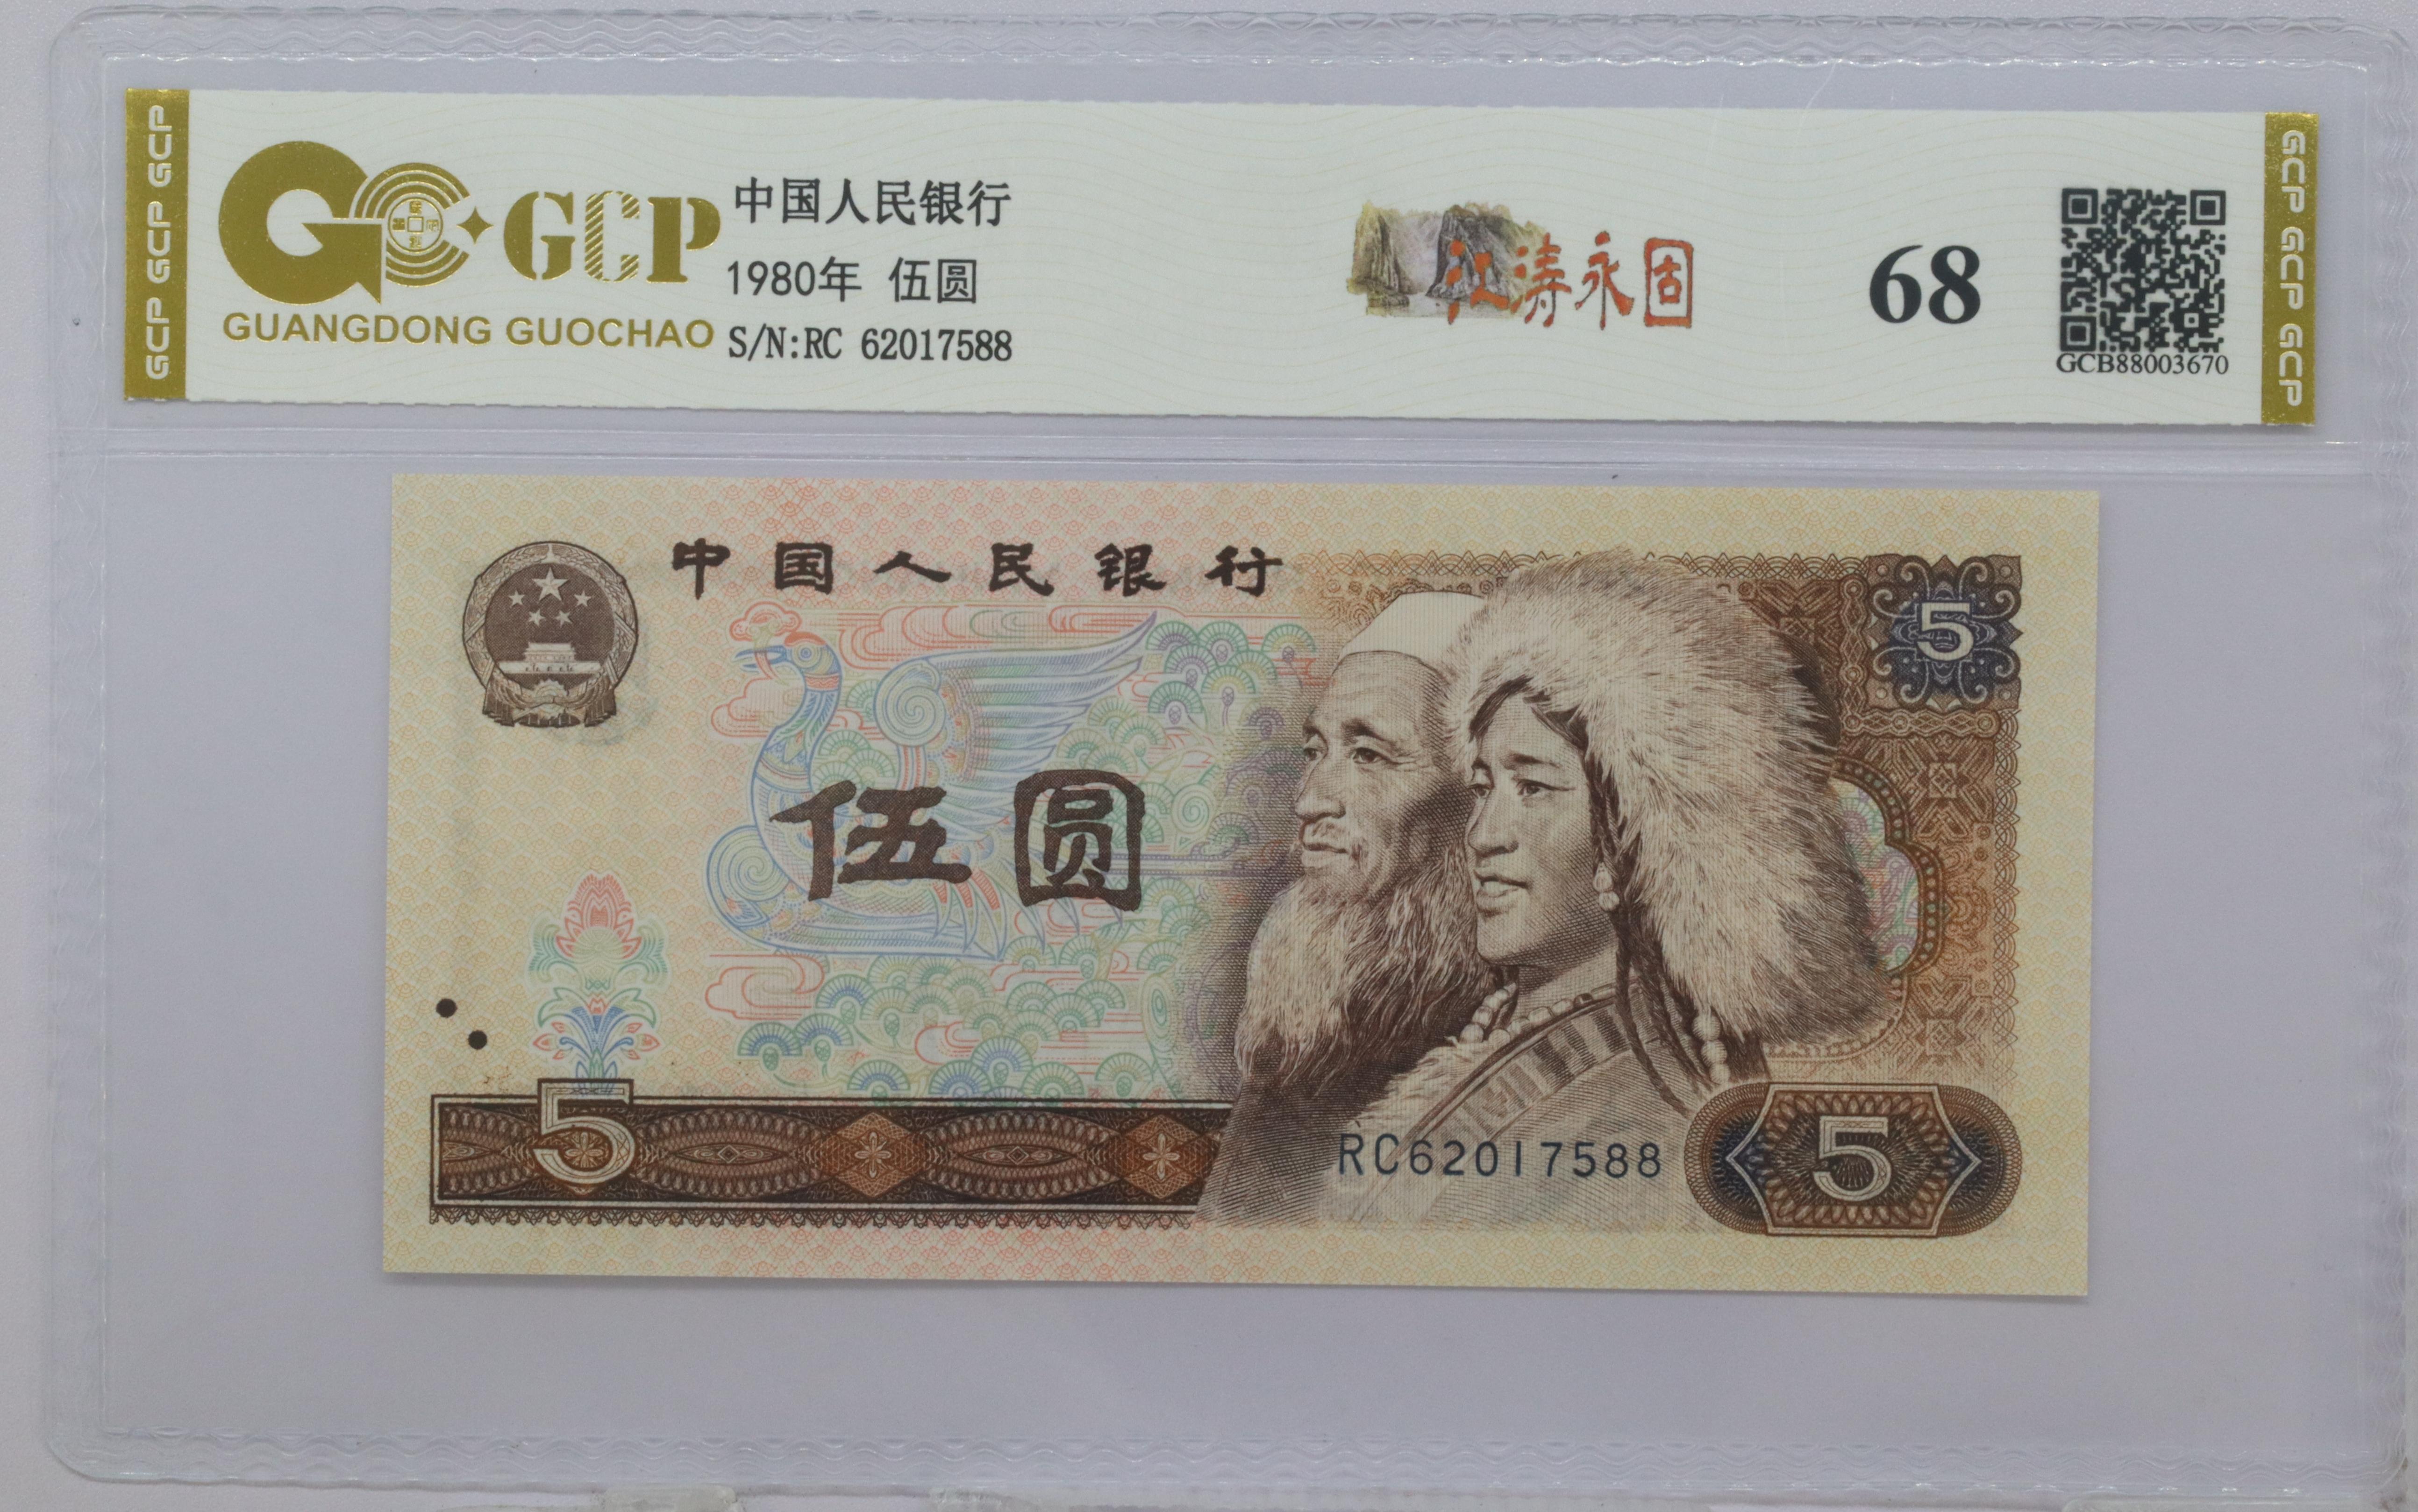 GCP GCP GCP
GCP
GUANGDONG GUOCHAO
中国人民银行
1980年 伍圆
S/N:RC 62017588
江涛永固
68
GCB88003670
GCP GCP GCP
中国人民银行
5
伍圆
5
RC62017588
5